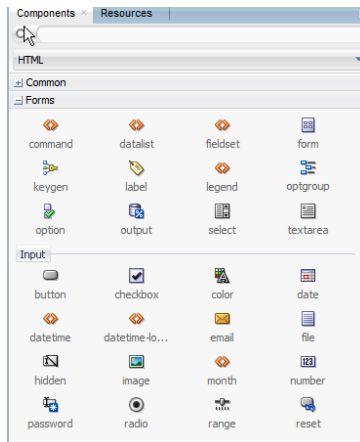 Components × Resources
HTML
Common
Forms
command datalist fieldset form
keygen label legend optgroup
option output select textarea
Input
button checkbox color date
datetime datetime-lo... email file
hidden image month number
password radio range reset